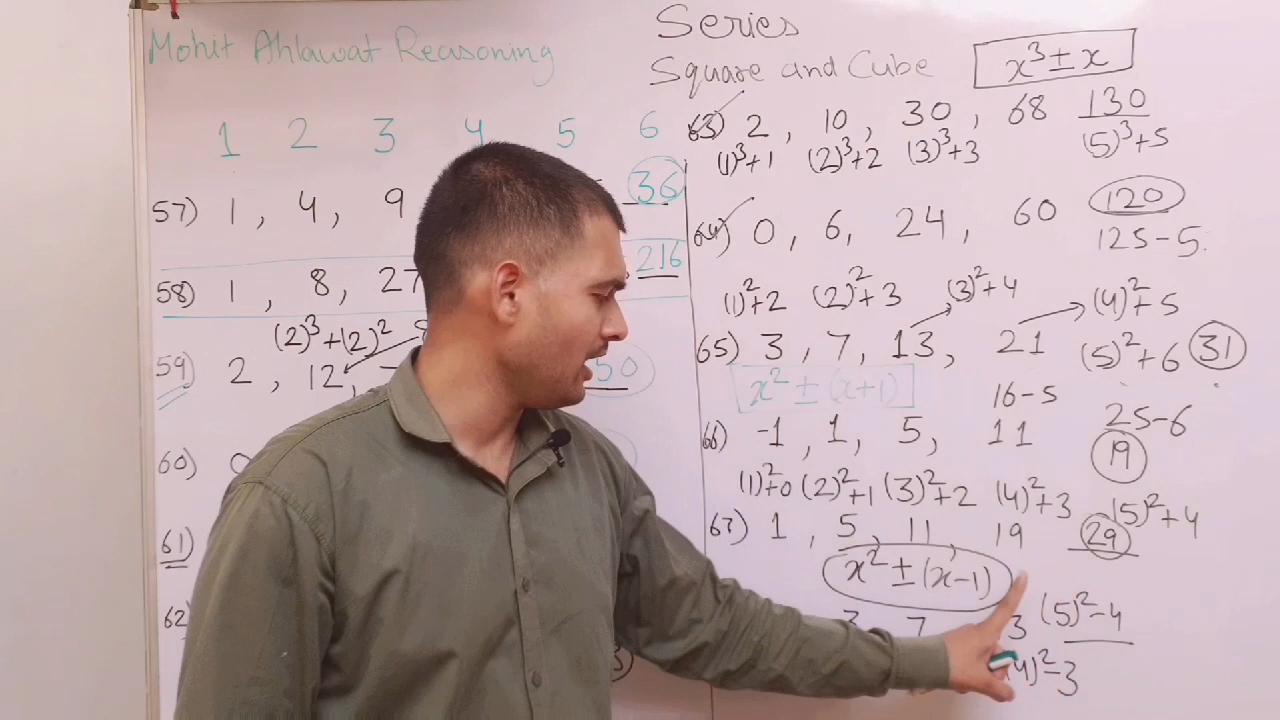 Mohit Ahlawat Reasoning
1 2 3 4 5 6
57) 1, 4, 9 36
58) 1, 8, 27 216
(2)³+(2)²
59) 2, 12, 50
60)
61)
62)
Series
Square and Cube x³ ± x
63) 2, 10, 30, 68 130
(1)³+1 (2)³+2 (3)³+3 (5)³+5
64) 0, 6, 24, 60 120
125-5
(1)²+2 (2)²+3 (3)²+4 (4)²+5
65) 3, 7, 13, 21 (5)²+6 31
x² ± (x+1) 16-5 25-6
66) -1, 1, 5, 11 19
(1)²+0 (2)²+1 (3)²+2 (4)²+3 (5)²+4
67) 1, 5, 11, 19 29
x² ± (x-1)
3 7 3 (5)²-4
(4)²-3